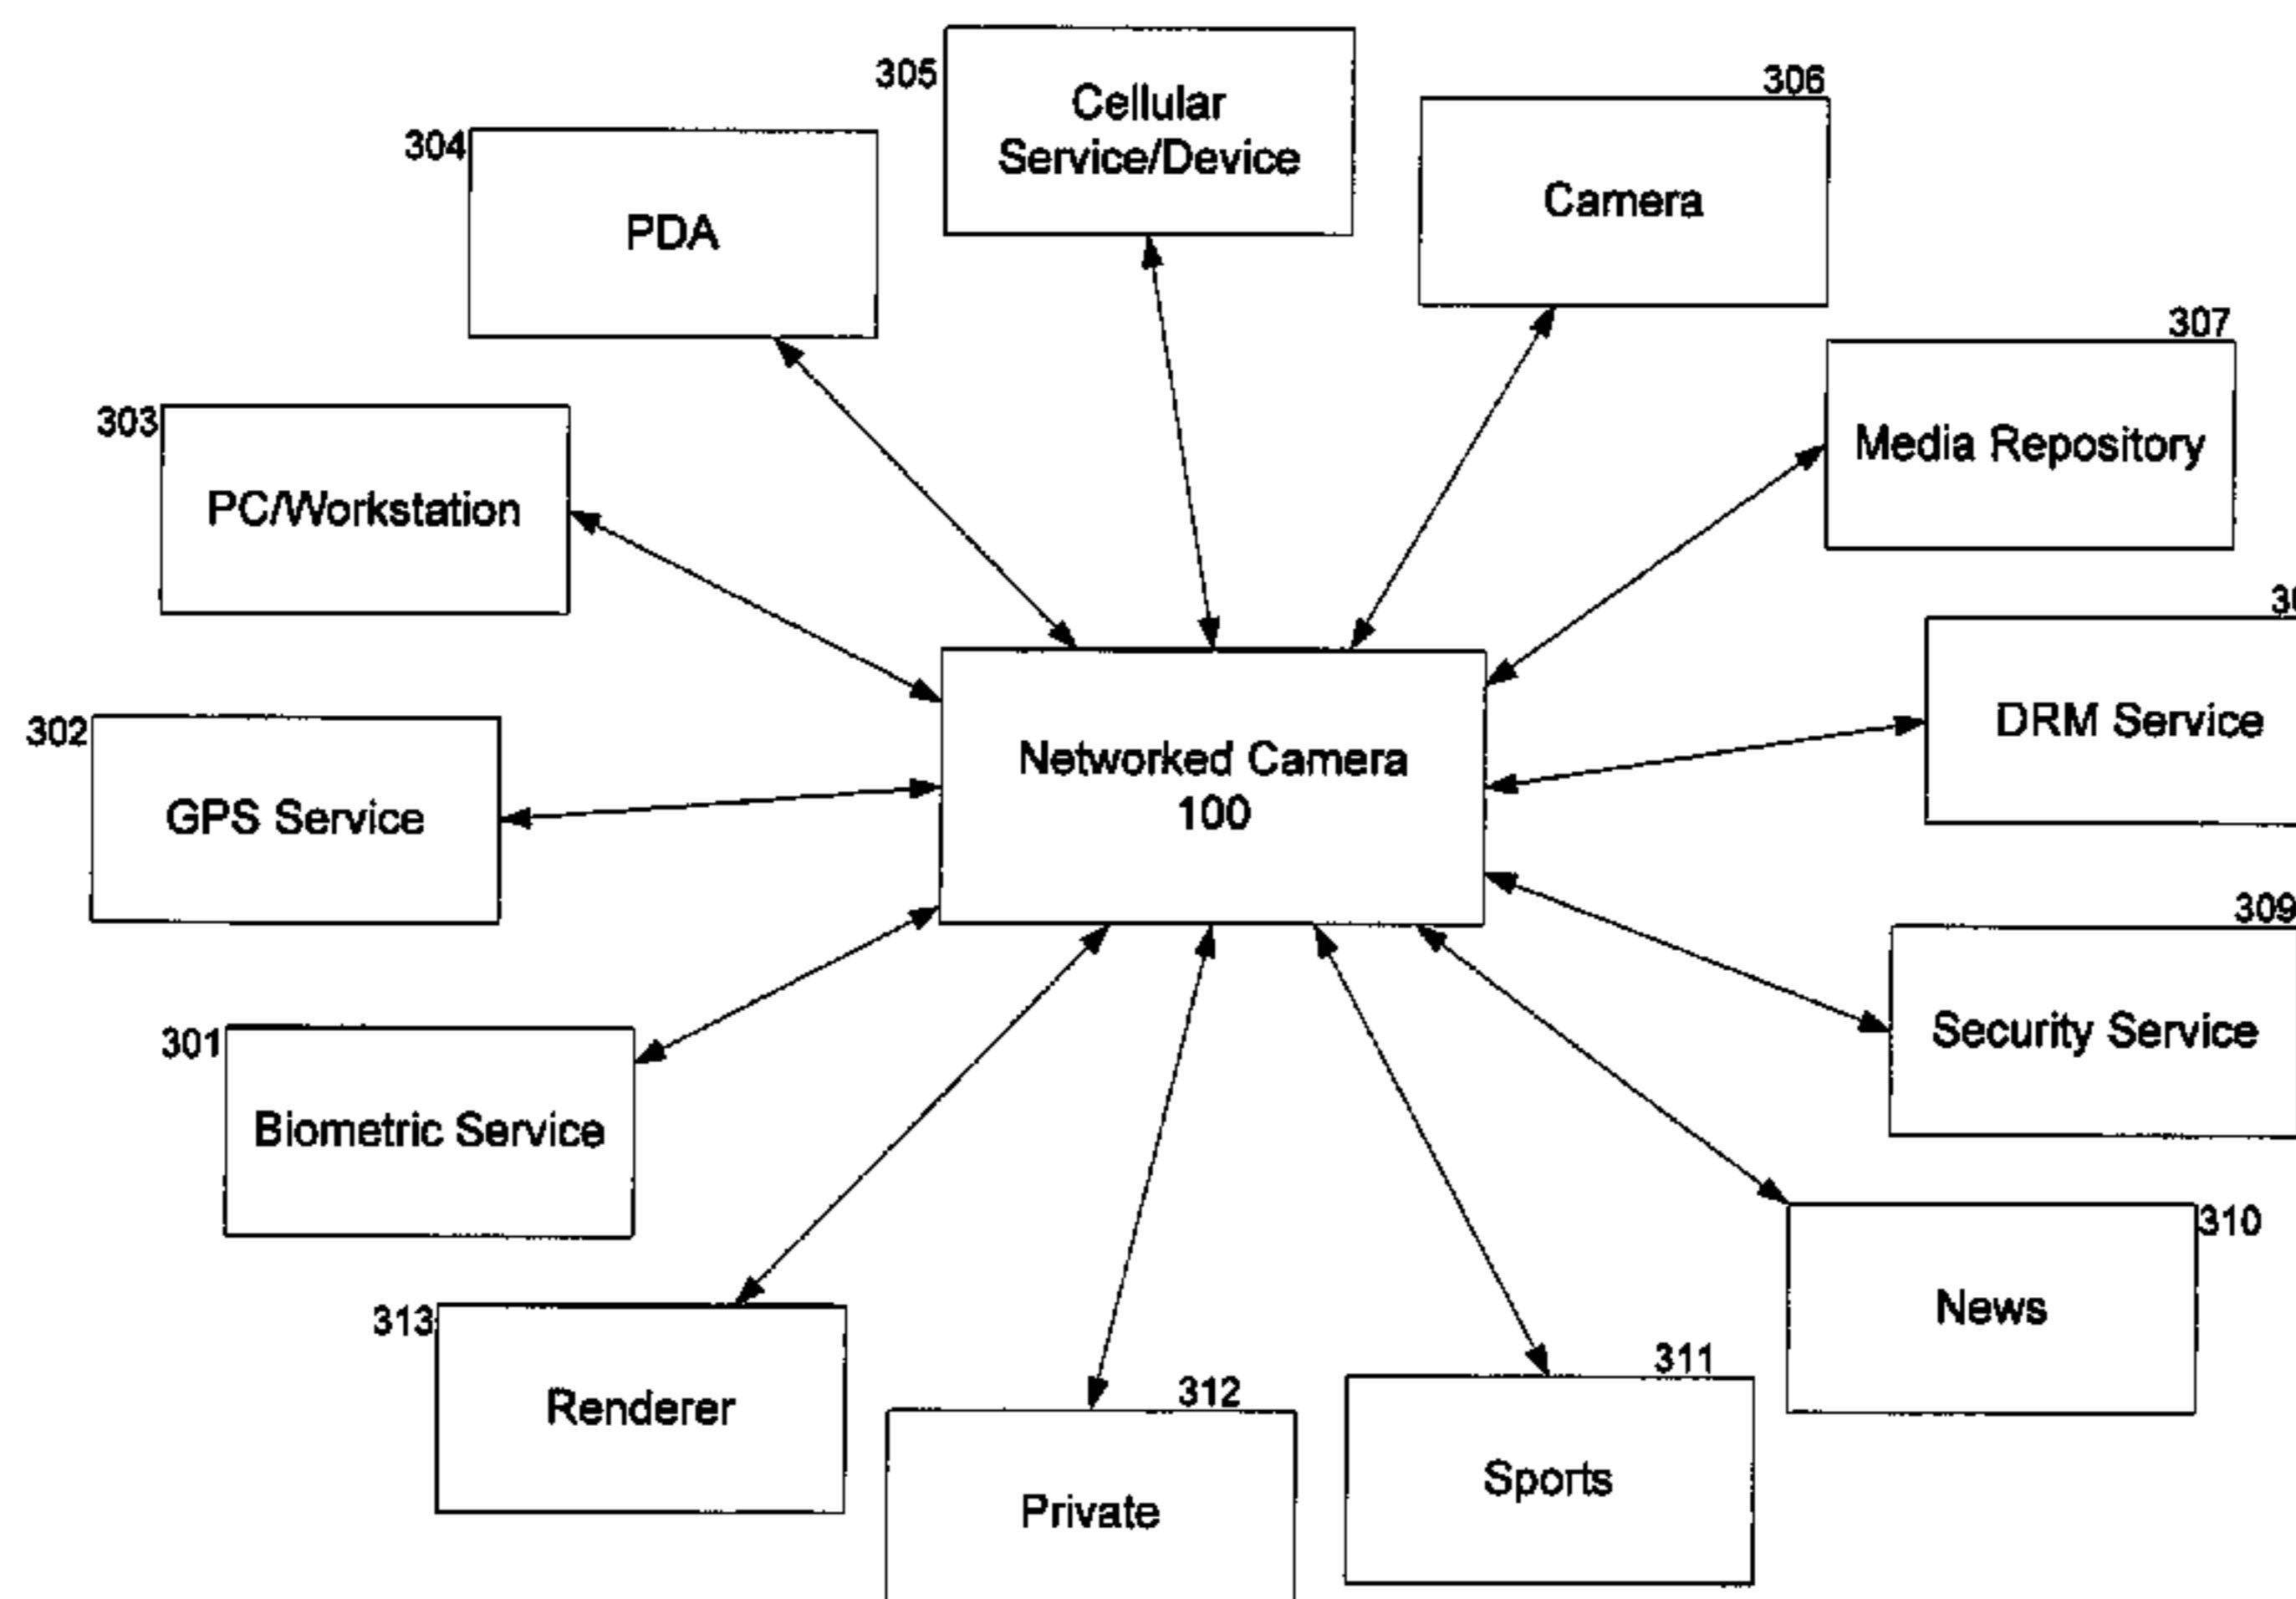 305
Cellular
Service/Device
306
Camera
304
PDA
307
Media Repository
303
PC/Workstation
DRM Service
302
GPS Service
Networked Camera
100
309
Security Service
301
Biometric Service
310
News
313
Renderer
312
Private
311
Sports